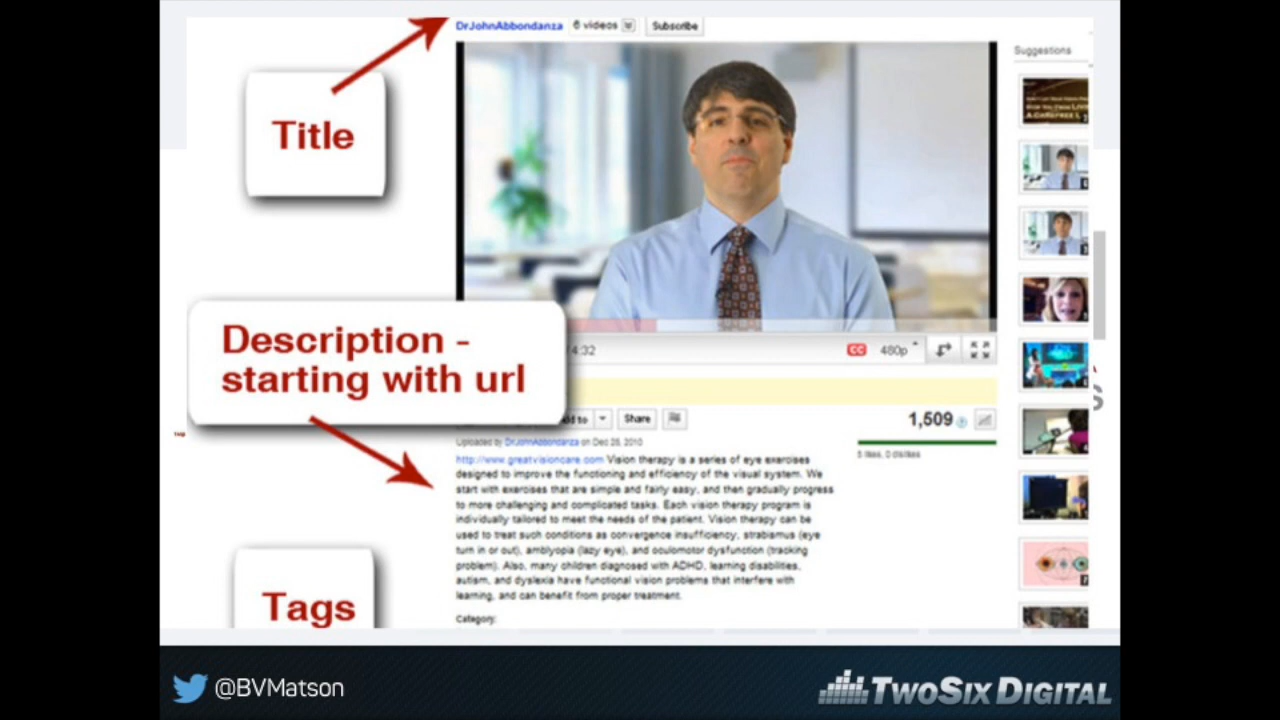 DrJohnAbbondanza 6 videos Subscribe
Suggestions
Title
Description -
starting with url
4:32
CC 480p
Share
1,509
Uploaded by DrJohnAbbondanza on Dec 28, 2010
5 likes, 0 dislikes
http://www.greatvisioncare.com Vision therapy is a series of eye exercises
designed to improve the functioning and efficiency of the visual system. We
start with exercises that are simple and fairly easy, and then gradually progress
to more challenging and complicated tasks. Each vision therapy program is
individually tailored to meet the needs of the patient. Vision therapy can be
used to treat such conditions as convergence insufficiency, strabismus (eye
turn in or out), amblyopia (lazy eye), and oculomotor dysfunction (tracking
problem). Also, many children diagnosed with ADHD, learning disabilities,
autism, and dyslexia have functional vision problems that interfere with
learning, and can benefit from proper treatment.
Category:
Tags
@BVMatson
TwoSix Digital